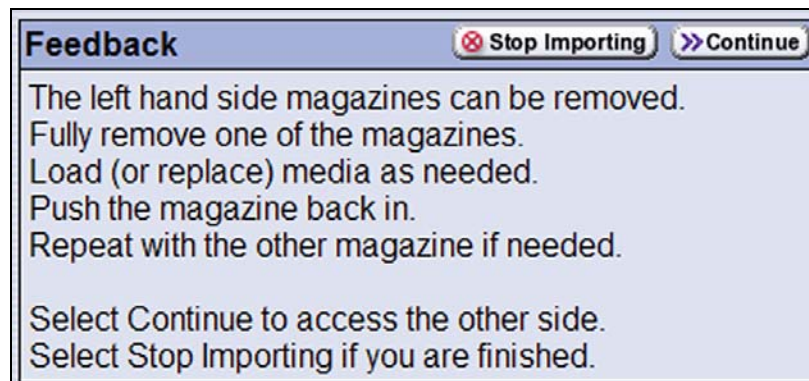 Feedback Stop Importing Continue
The left hand side magazines can be removed.
Fully remove one of the magazines.
Load (or replace) media as needed.
Push the magazine back in.
Repeat with the other magazine if needed.
Select Continue to access the other side.
Select Stop Importing if you are finished.